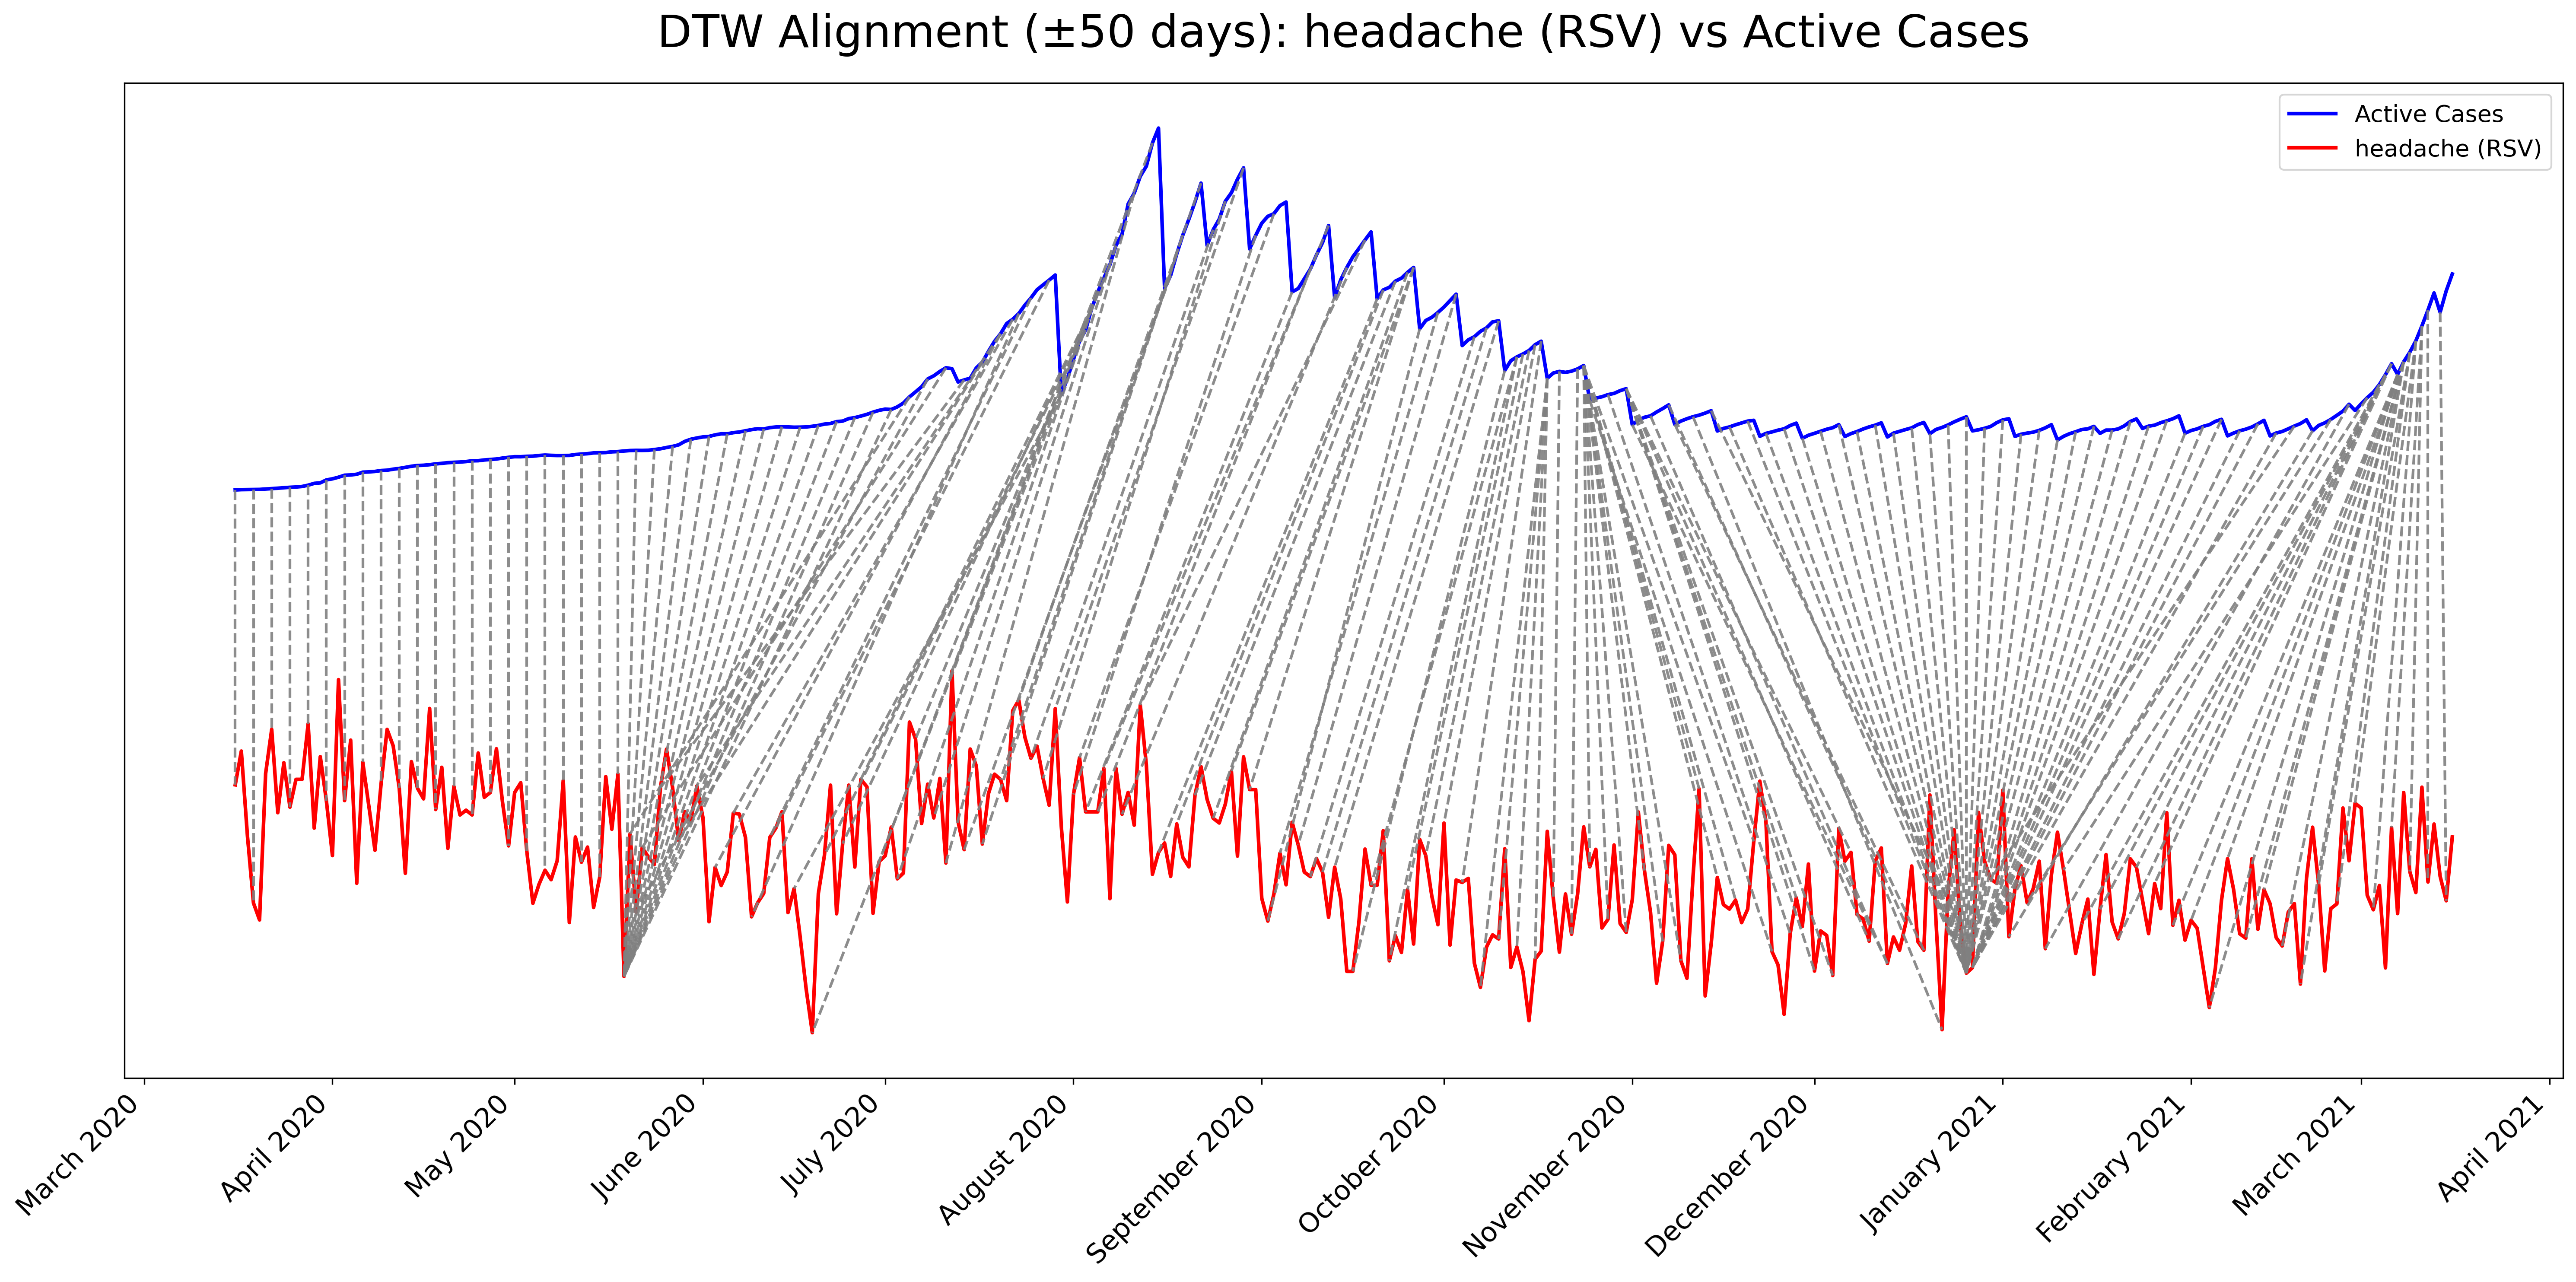 DTW Alignment (±50 days): headache (RSV) vs Active Cases
Active Cases
headache (RSV)
March 2020
April 2020
May 2020
June 2020
July 2020
August 2020
September 2020
October 2020
November 2020
December 2020
January 2021
February 2021
March 2021
April 2021